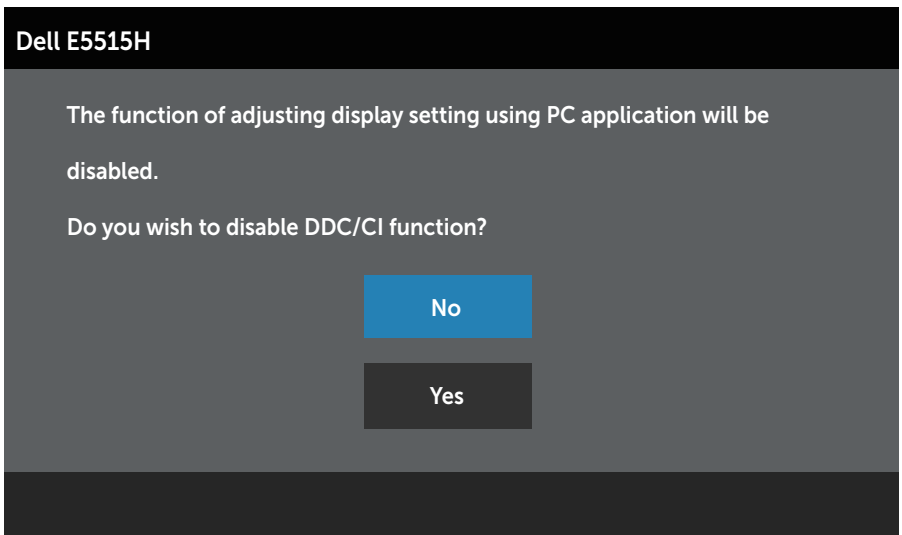 Dell E5515H
The function of adjusting display setting using PC application will be
disabled.
Do you wish to disable DDC/CI function?
No
Yes